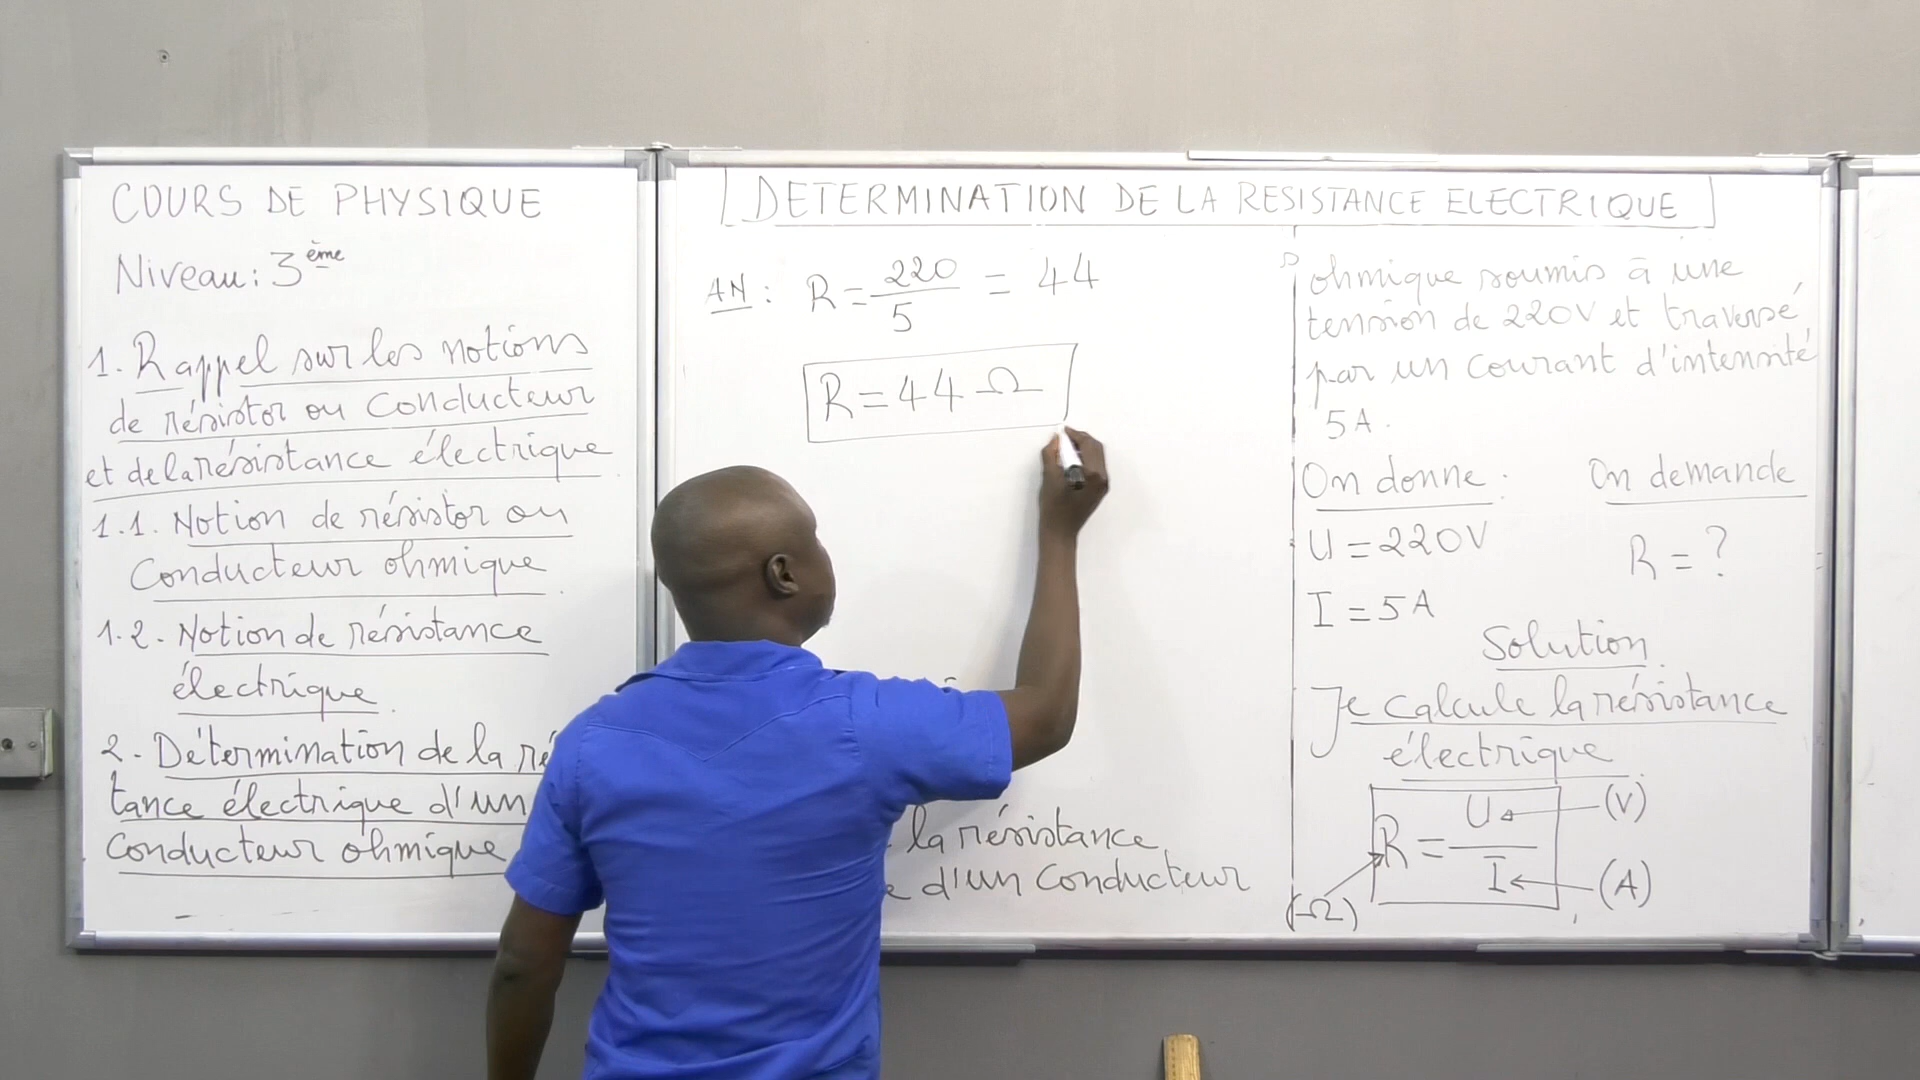 COURS DE PHYSIQUE
Niveau: 3ème
1. Rappel sur les notions
de résistor ou conducteur
et de la résistance électrique
1.1. Notion de résistor ou
conducteur ohmique
1.2. Notion de résistance
électrique
2- Détermination de la ré
tance électrique d'un
conducteur ohmique
DETERMINATION DE LA RESISTANCE ELECTRIQUE
AN : R = 220/5 = 44
R = 44 Ω
la résistance
e d'un conducteur
ohmique soumis à une
tension de 220V et traversé
par un courant d'intensité
5A.
On donne : On demande
U = 220V R = ?
I = 5A
Solution
Je calcule la résistance
électrique
R = U/I (V)
(A)
(Ω)